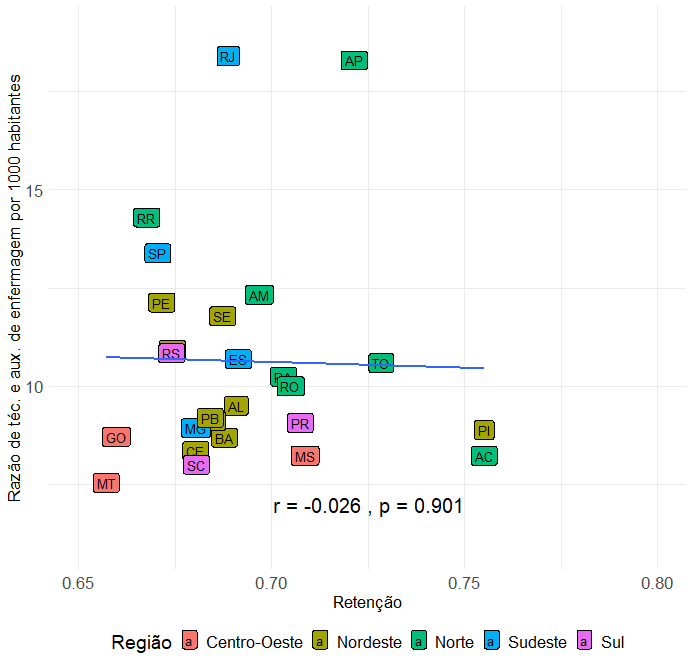 Razão de téc. e aux. de enfermagem por 1000 habitantes
RJ
AP
15
RR
SP
AM
PE
SE
RS
ES
TO
RO
10
AL
PB
MG
PR
GO
BA
PI
CE
MS
AC
SC
MT
r = -0.026 , p = 0.901
0.65 0.70 0.75 0.80
Retenção
Região a Centro-Oeste a Nordeste a Norte a Sudeste a Sul